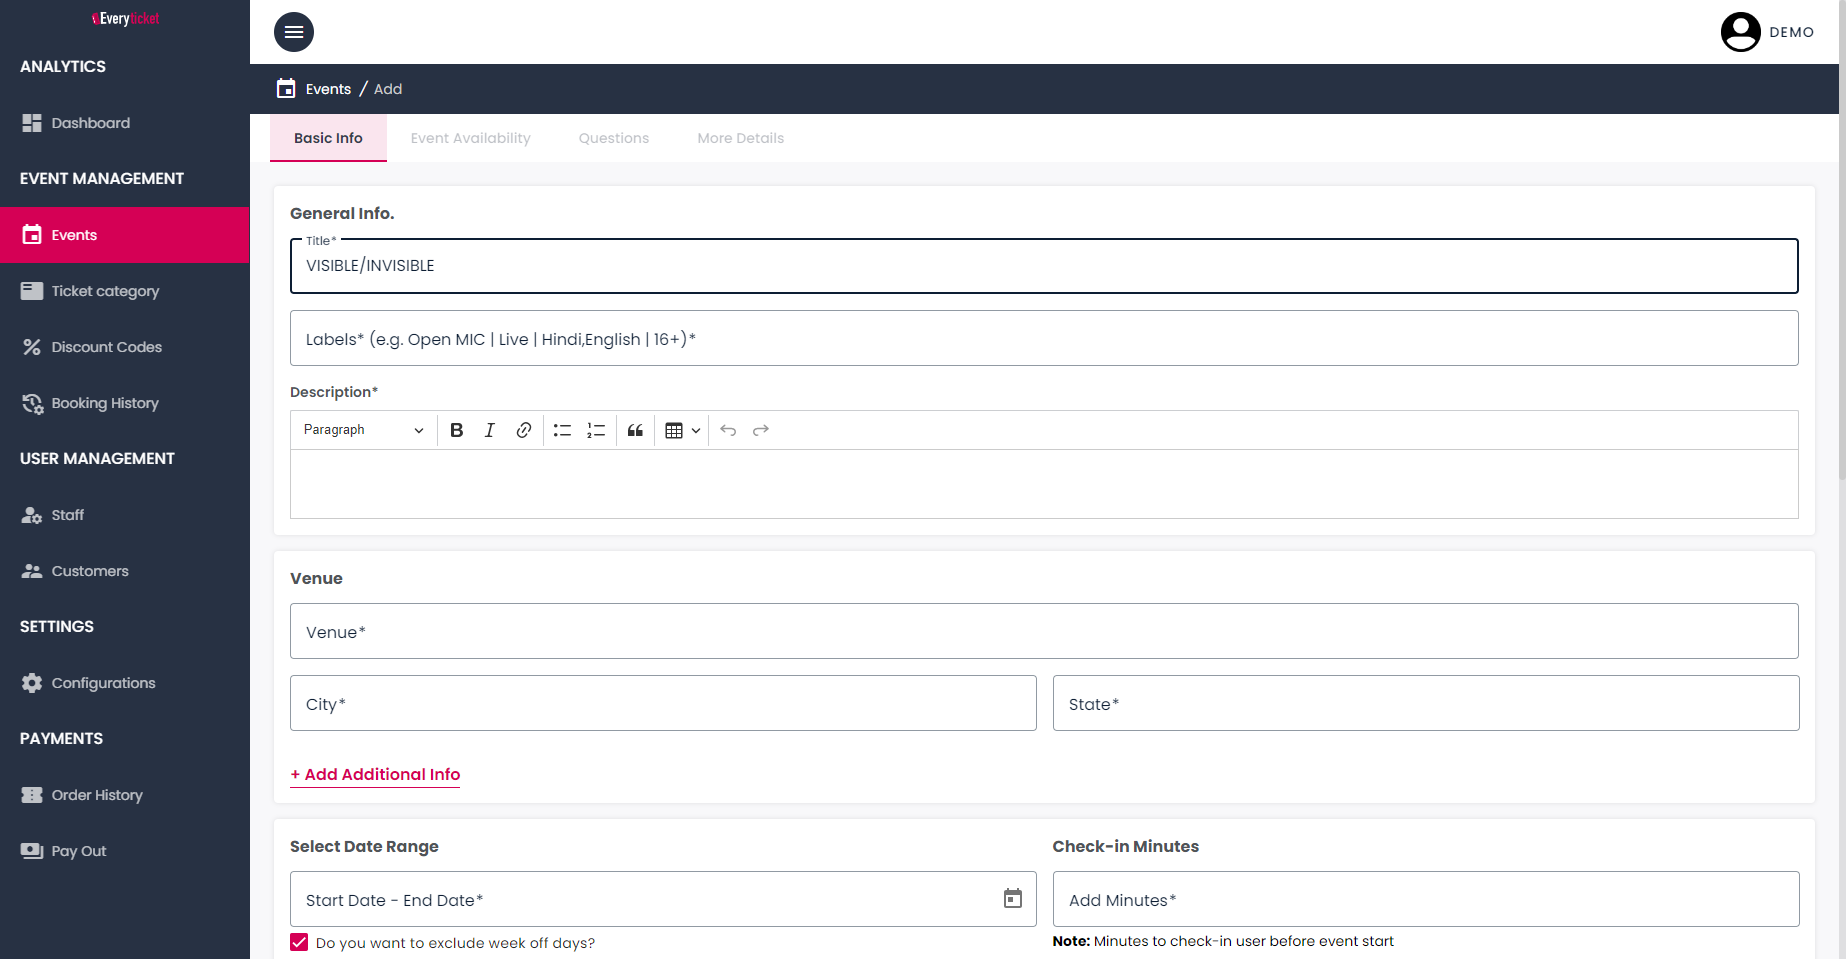 Everyticket
ANALYTICS
Dashboard
EVENT MANAGEMENT
Events
Ticket category
Discount Codes
Booking History
USER MANAGEMENT
Staff
Customers
SETTINGS
Configurations
PAYMENTS
Order History
Pay Out
DEMO
Events / Add
Basic Info
Event Availability
Questions
More Details
General Info.
Title*
VISIBLE/INVISIBLE
Labels* (e.g. Open MIC | Live | Hindi,English | 16+)*
Description*
Paragraph
Venue
Venue*
City*
State*
+ Add Additional Info
Select Date Range
Start Date - End Date*
Do you want to exclude week off days?
Check-in Minutes
Add Minutes*
Note: Minutes to check-in user before event start